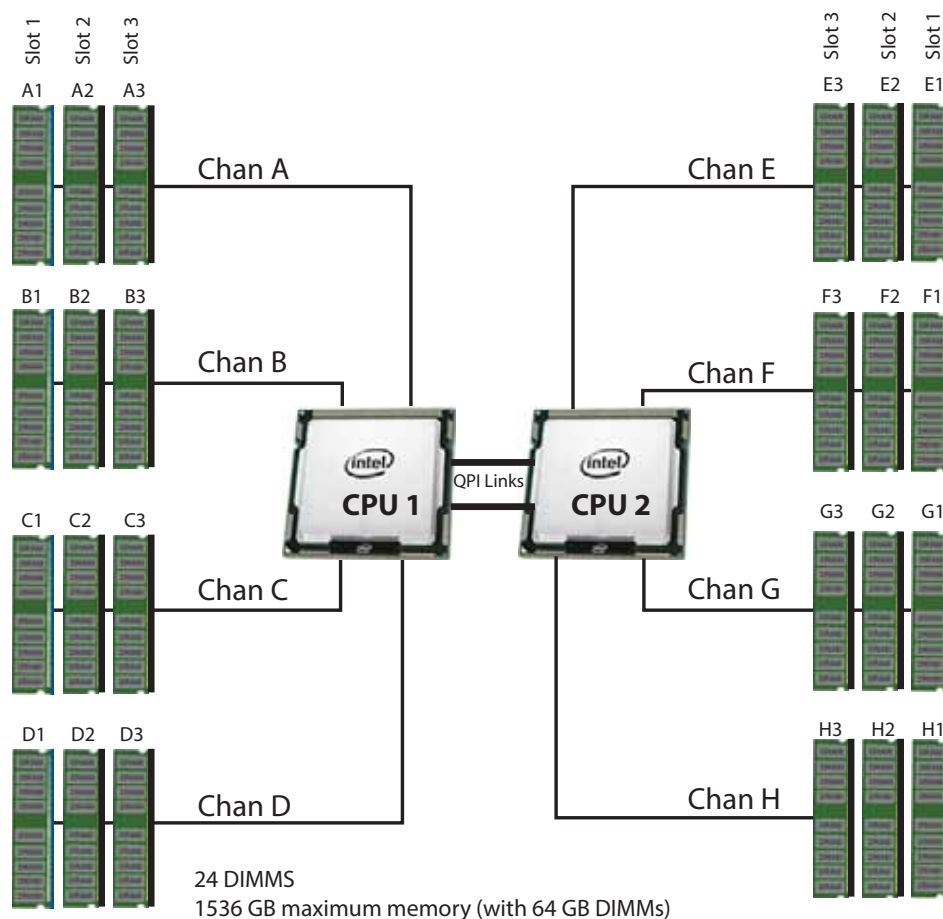 Slot 1
Slot 2
Slot 3
Slot 3
Slot 2
Slot 1
A1 A2 A3
E3 E2 E1
Chan A
Chan E
B1 B2 B3
F3 F2 F1
Chan B
Chan F
intel
CPU 1
QPI Links
intel
CPU 2
C1 C2 C3
G3 G2 G1
Chan C
Chan G
D1 D2 D3
H3 H2 H1
Chan D
Chan H
24 DIMMS
1536 GB maximum memory (with 64 GB DIMMs)